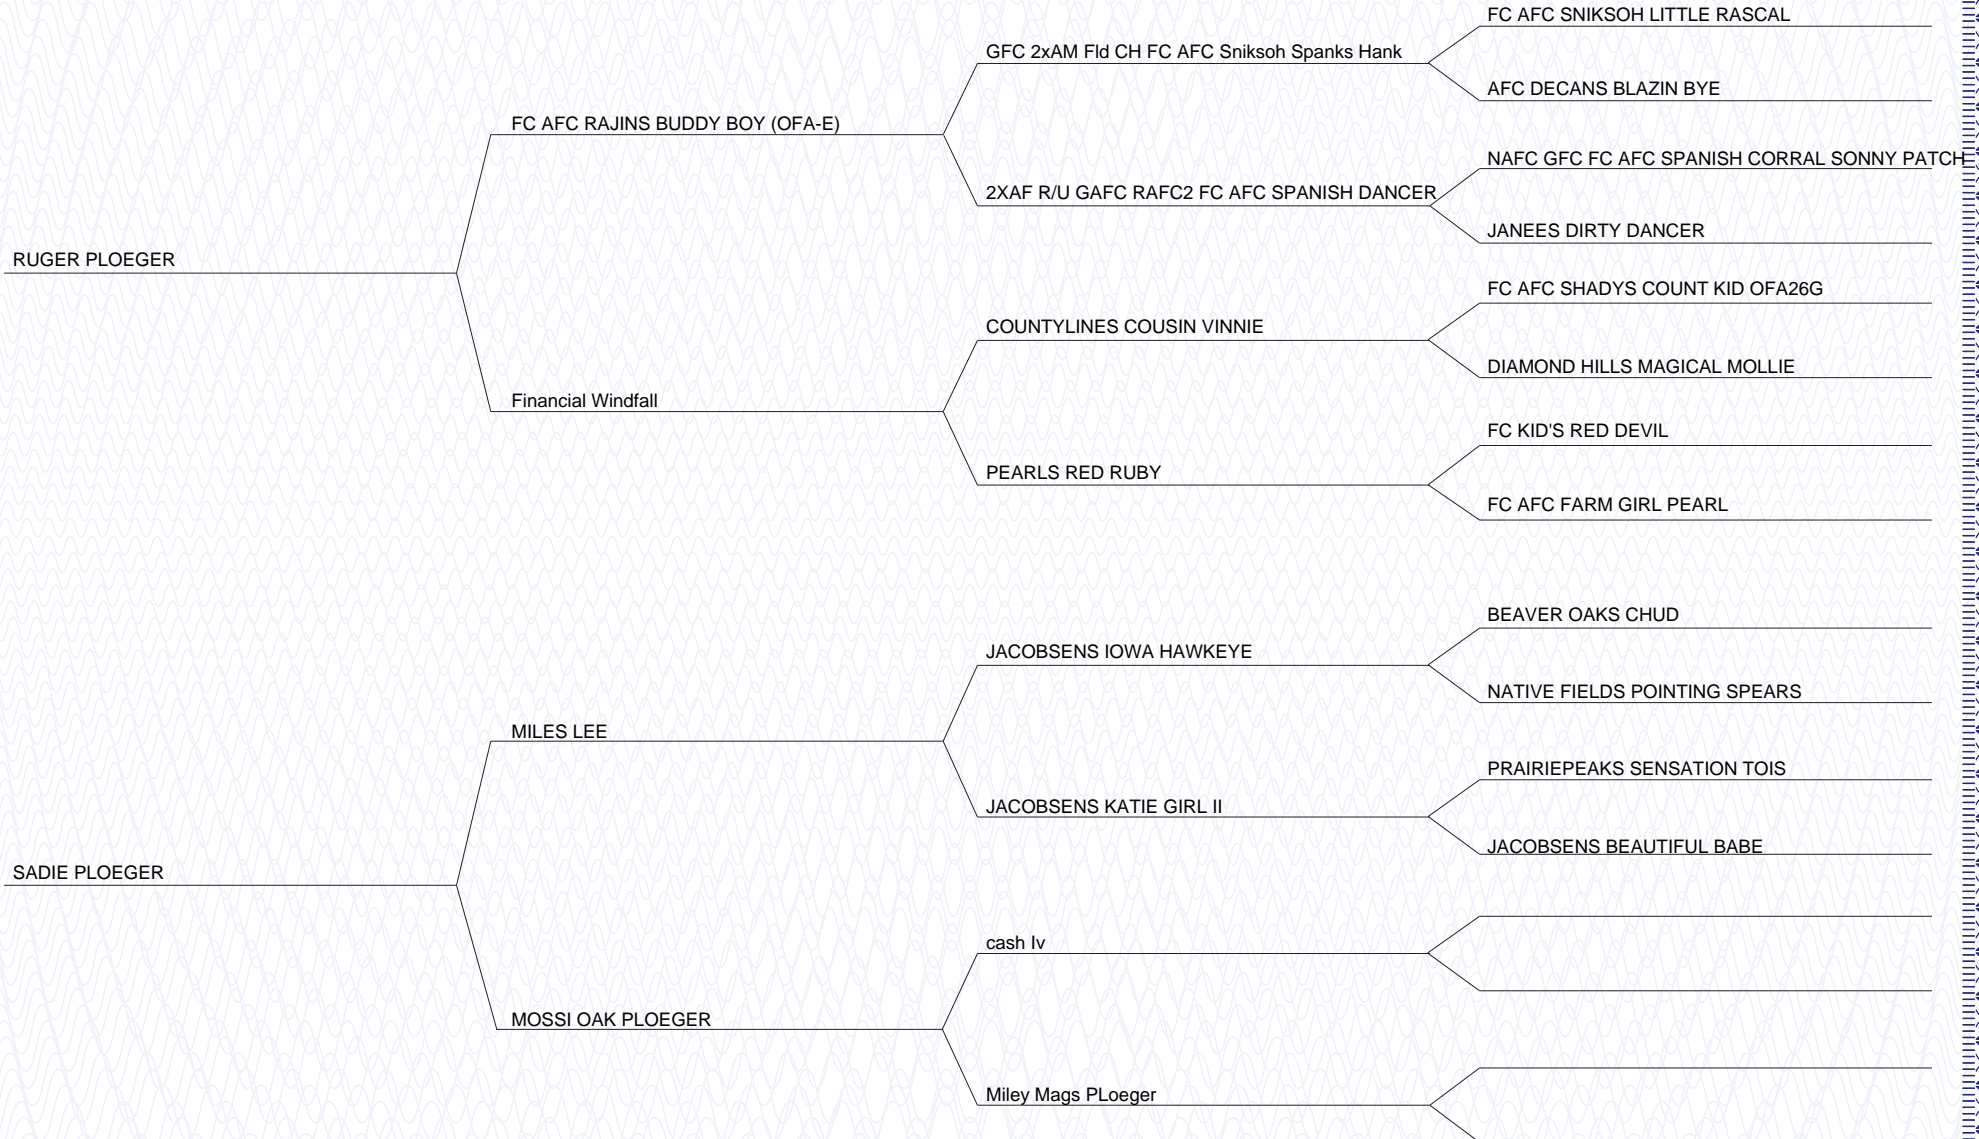 FC AFC SNIKSOH LITTLE RASCAL
GFC 2xAM Fld CH FC AFC Sniksoh Spanks Hank
AFC DECANS BLAZIN BYE
FC AFC RAJINS BUDDY BOY (OFA-E)
NAFC GFC FC AFC SPANISH CORRAL SONNY PATCH
2XAF R/U GAFC RAFC2 FC AFC SPANISH DANCER
JANEES DIRTY DANCER
RUGER PLOEGER
FC AFC SHADYS COUNT KID OFA26G
COUNTYLINES COUSIN VINNIE
DIAMOND HILLS MAGICAL MOLLIE
Financial Windfall
FC KID'S RED DEVIL
PEARLS RED RUBY
FC AFC FARM GIRL PEARL
BEAVER OAKS CHUD
JACOBSENS IOWA HAWKEYE
NATIVE FIELDS POINTING SPEARS
MILES LEE
PRAIRIEPEAKS SENSATION TOIS
JACOBSENS KATIE GIRL II
JACOBSENS BEAUTIFUL BABE
SADIE PLOEGER
cash Iv
MOSSI OAK PLOEGER
Miley Mags PLoeger